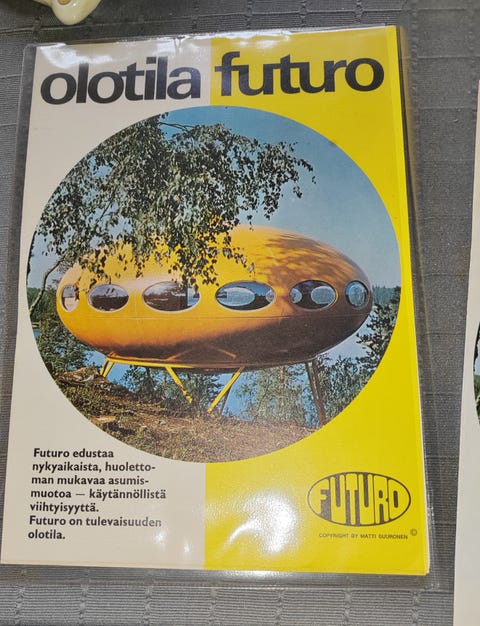 olotila futuro
Futuro edustaa
nykyaikaista, huoletto-
man mukavaa asumis-
muotoa — käytännöllistä
viihtyisyyttä.
Futuro on tulevaisuuden
olotila.
FUTURO
COPYRIGHT BY MATTI SUURONEN ©